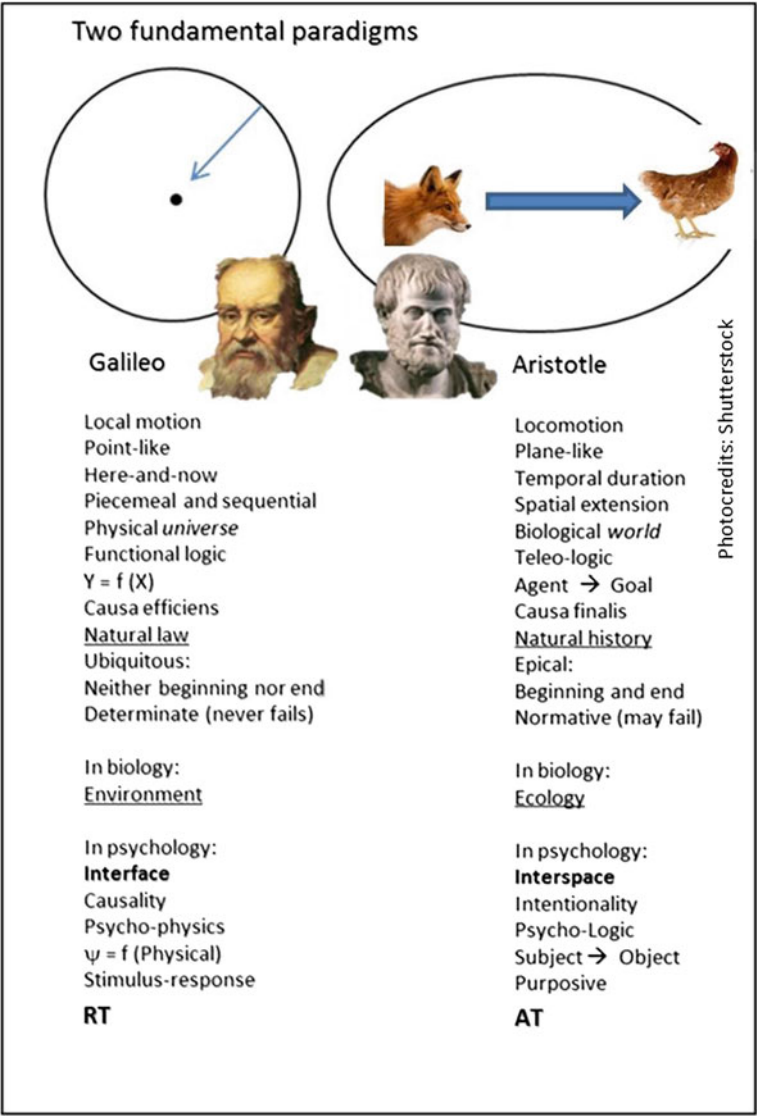 Two fundamental paradigms
Galileo
Local motion
Point-like
Here-and-now
Piecemeal and sequential
Physical universe
Functional logic
Y = f (X)
Causa efficiens
Natural law
Ubiquitous:
Neither beginning nor end
Determinate (never fails)
In biology:
Environment
In psychology:
Interface
Causality
Psycho-physics
ψ = f (Physical)
Stimulus-response
RT
Aristotle
Locomotion
Plane-like
Temporal duration
Spatial extension
Biological world
Teleo-logic
Agent → Goal
Causa finalis
Natural history
Epical:
Beginning and end
Normative (may fail)
In biology:
Ecology
In psychology:
Interspace
Intentionality
Psycho-Logic
Subject → Object
Purposive
AT
Photocredits: Shutterstock